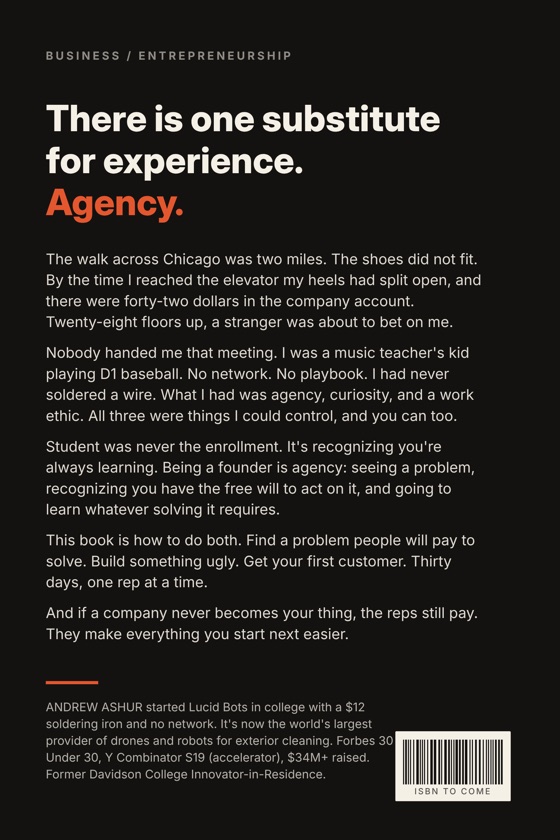 BUSINESS / ENTREPRENEURSHIP
There is one substitute
for experience.
Agency.
The walk across Chicago was two miles. The shoes did not fit.
By the time I reached the elevator my heels had split open, and
there were forty-two dollars in the company account.
Twenty-eight floors up, a stranger was about to bet on me.
Nobody handed me that meeting. I was a music teacher's kid
playing D1 baseball. No network. No playbook. I had never
soldered a wire. What I had was agency, curiosity, and a work
ethic. All three were things I could control, and you can too.
Student was never the enrollment. It's recognizing you're
always learning. Being a founder is agency: seeing a problem,
recognizing you have the free will to act on it, and going to
learn whatever solving it requires.
This book is how to do both. Find a problem people will pay to
solve. Build something ugly. Get your first customer. Thirty
days, one rep at a time.
And if a company never becomes your thing, the reps still pay.
They make everything you start next easier.
ANDREW ASHUR started Lucid Bots in college with a $12
soldering iron and no network. It's now the world's largest
provider of drones and robots for exterior cleaning. Forbes 30
Under 30, Y Combinator S19 (accelerator), $34M+ raised.
Former Davidson College Innovator-in-Residence.
ISBN TO COME